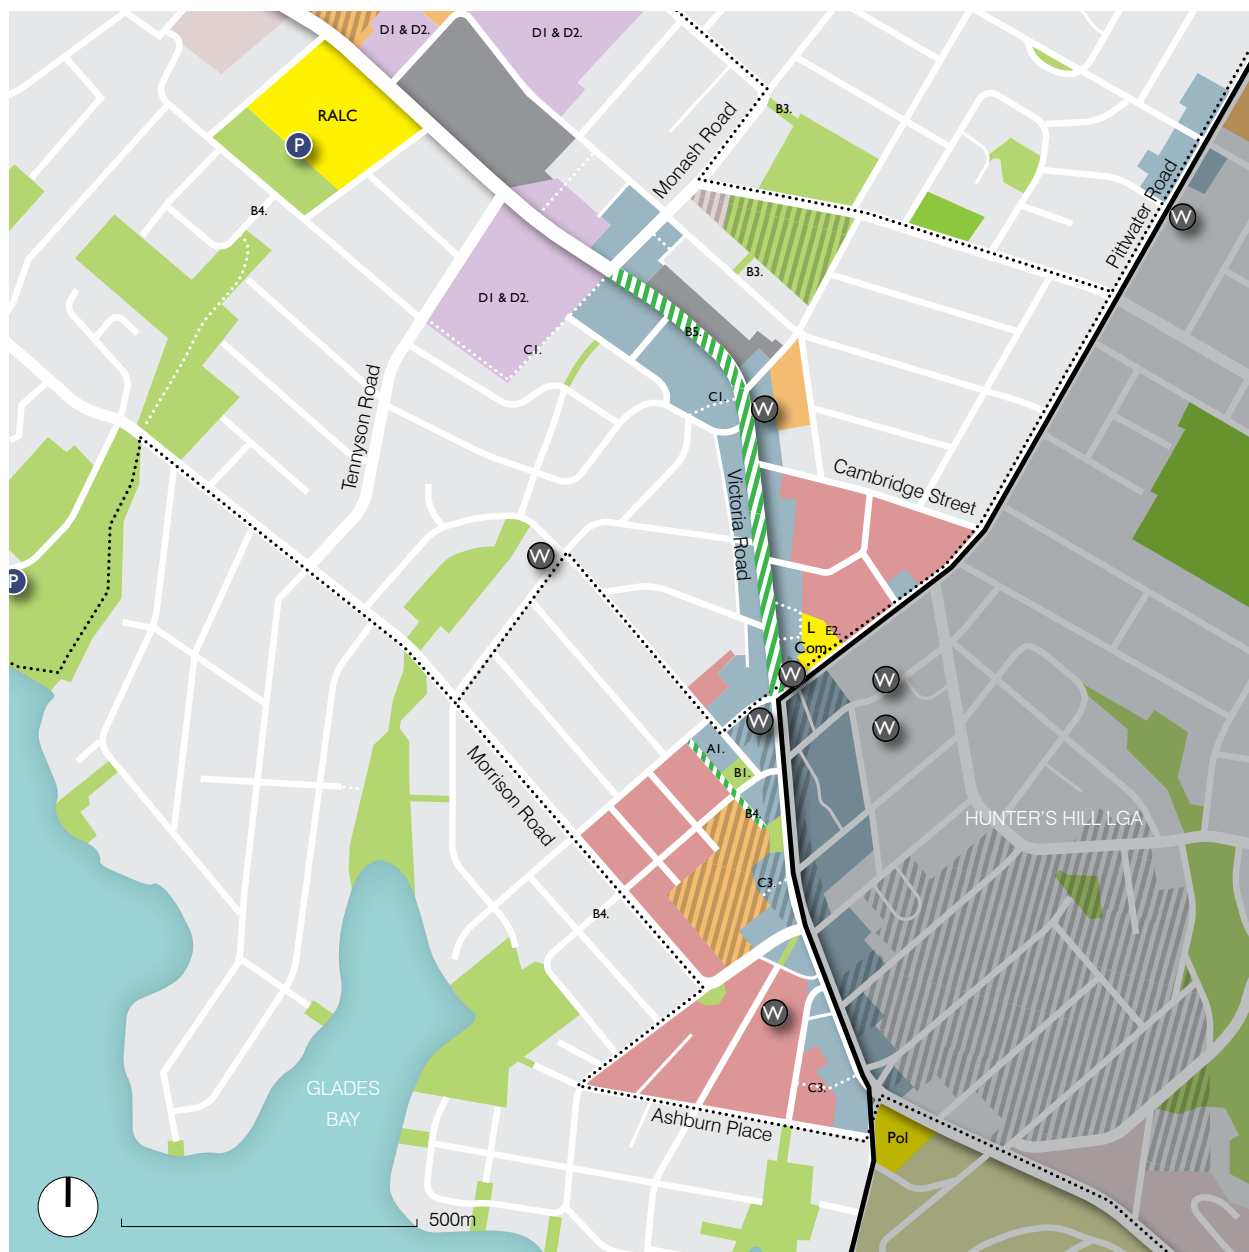 D1 & D2.
D1 & D2.
RALC
P
B3.
Monash Road
B4.
W
Pittwater Road
B3.
D1 & D2.
B5.
C1.
C1.
W
Tennyson Road
Victoria Road
Cambridge Street
W
P
L
E2.
Com
W
W
W
A1.
W
B1.
Morrison Road
B4.
HUNTER'S HILL LGA
C3.
B4.
W
GLADES
BAY
C3.
Ashburn Place
Pol
500m